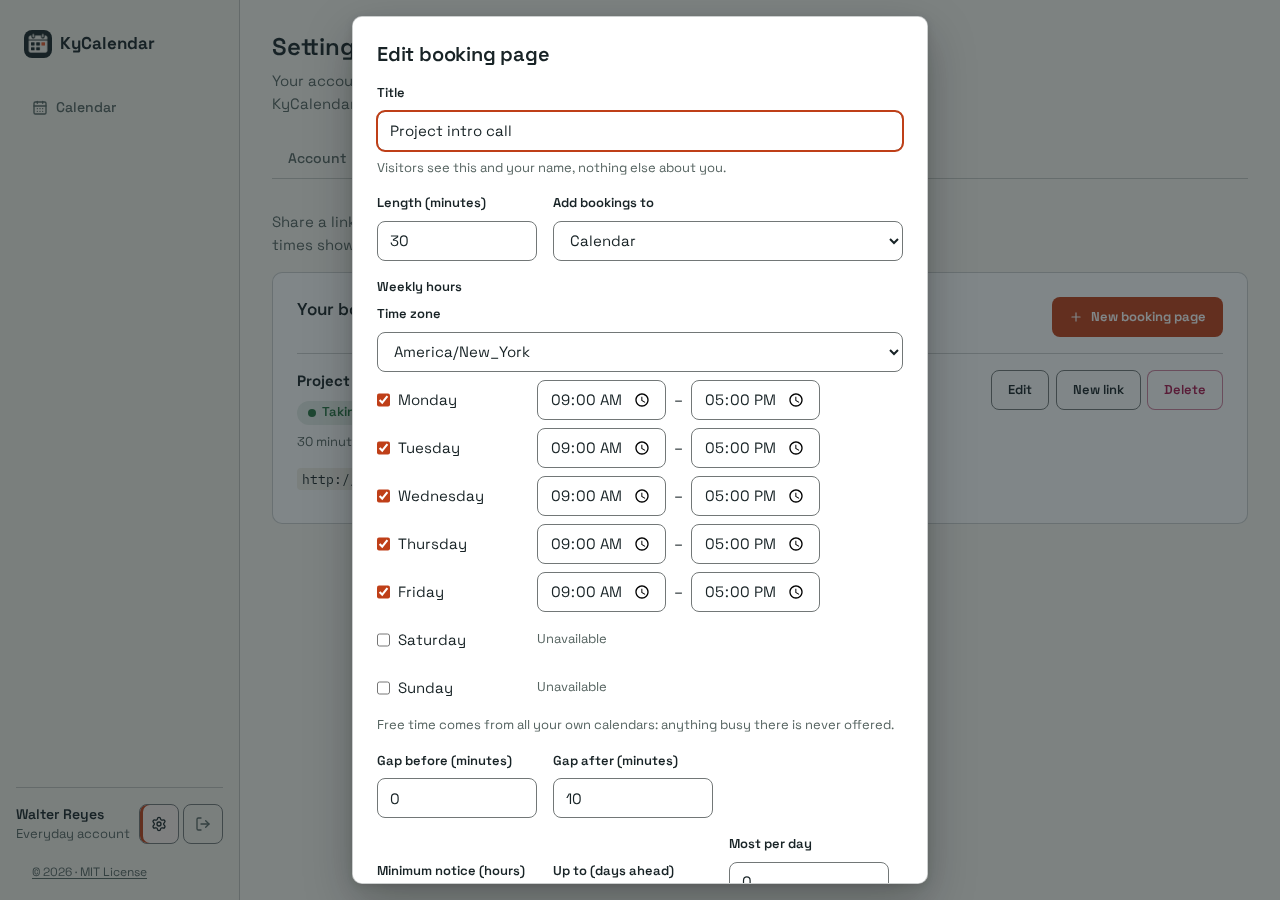 KyCalendar
Calendar
Walter Reyes
Everyday account
© 2026 · MIT License
Setting
Your accou
KyCalenda
Account
Share a link
times show
Your bo
New booking page
Project
Edit
New link
Delete
Takin
30 minut
http:/
Edit booking page
Title
Project intro call
Visitors see this and your name, nothing else about you.
Length (minutes)
Add bookings to
30
Calendar
Weekly hours
Time zone
America/New_York
Monday 09:00 AM – 05:00 PM
Tuesday 09:00 AM – 05:00 PM
Wednesday 09:00 AM – 05:00 PM
Thursday 09:00 AM – 05:00 PM
Friday 09:00 AM – 05:00 PM
Saturday Unavailable
Sunday Unavailable
Free time comes from all your own calendars: anything busy there is never offered.
Gap before (minutes)
Gap after (minutes)
0
10
Most per day
Minimum notice (hours)
Up to (days ahead)
0